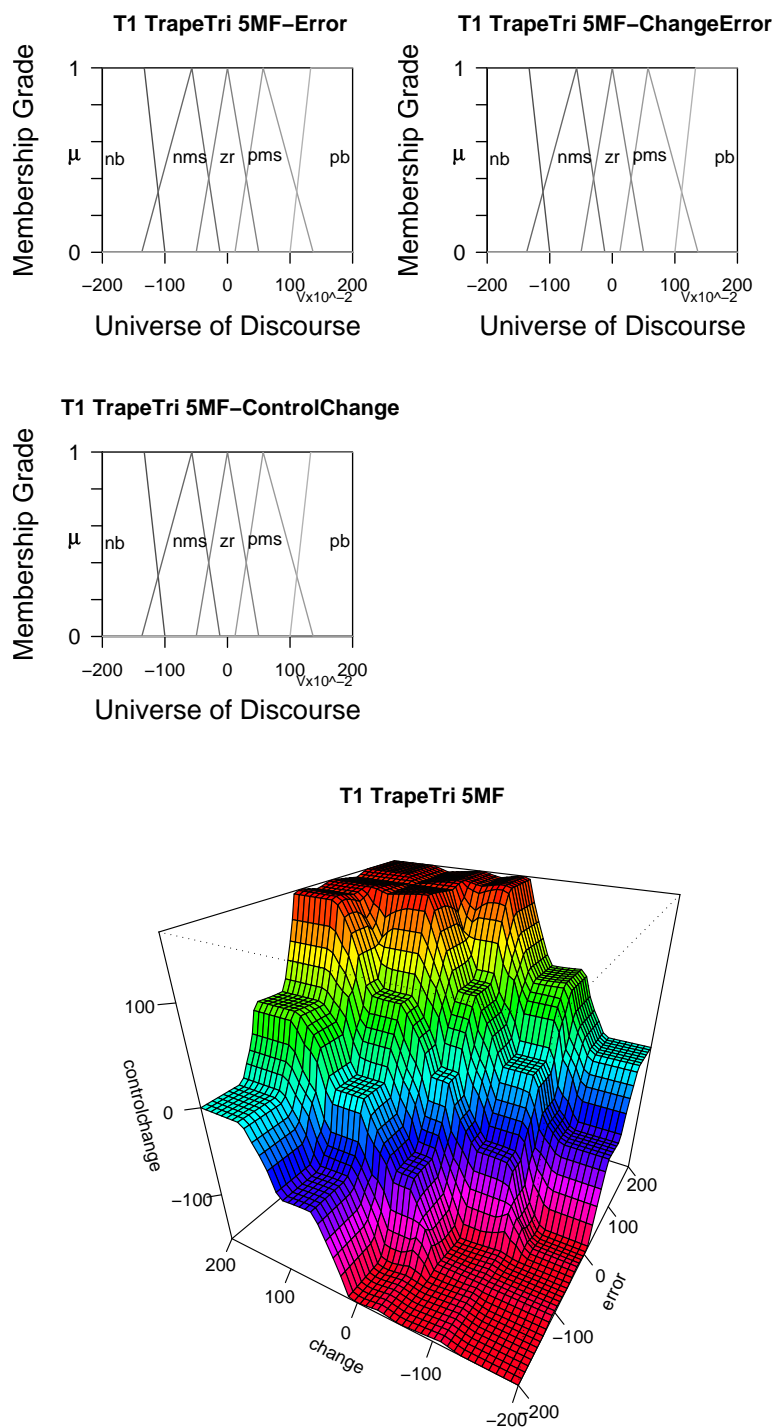 T1 TrapeTri 5MF−Error
Membership Grade
μ
1
0
nb
nms
zr
pms
pb
−200 −100 0 100 200
Vx10^−2
Universe of Discourse
T1 TrapeTri 5MF−ChangeError
Membership Grade
μ
1
0
nb
nms
zr
pms
pb
−200 −100 0 100 200
Vx10^−2
Universe of Discourse
T1 TrapeTri 5MF−ControlChange
Membership Grade
μ
1
0
nb
nms
zr
pms
pb
−200 −100 0 100 200
Vx10^−2
Universe of Discourse
T1 TrapeTri 5MF
controlchange
100
0
−100
change
200
100
0
−100
−200
error
−200
−100
0
100
200